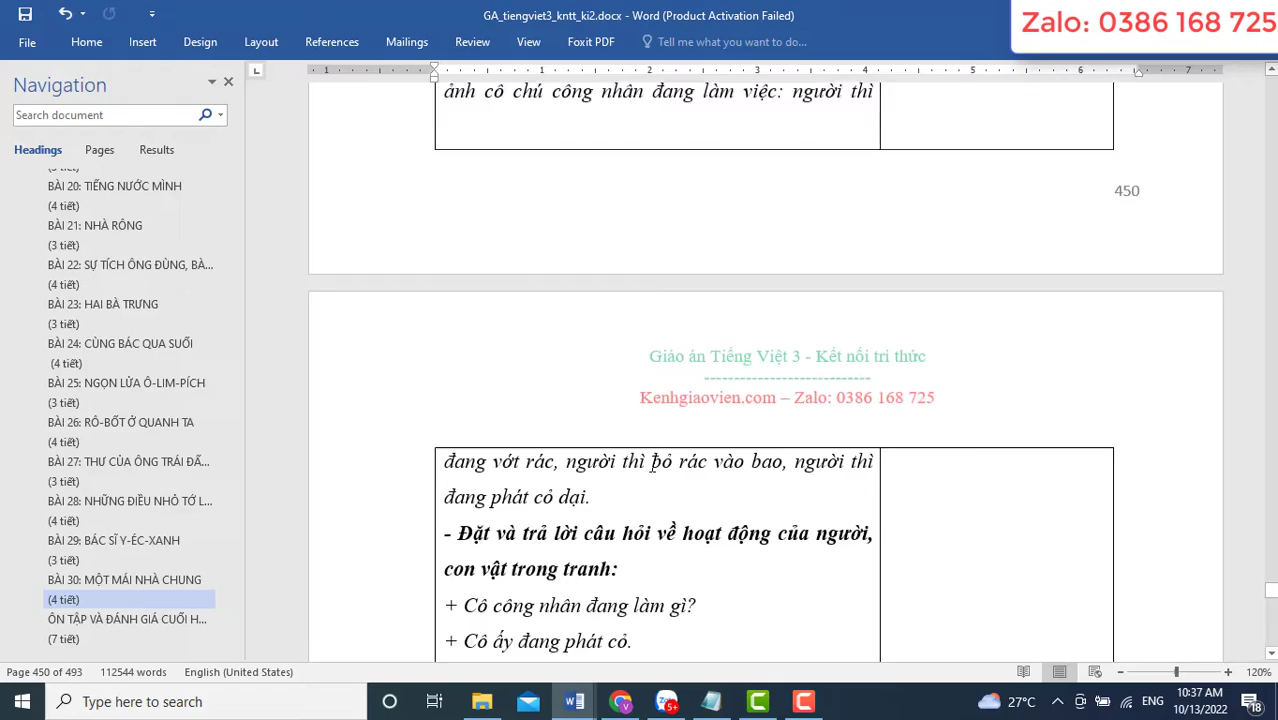 GA_tiengviet3_kntt_ki2.docx - Word (Product Activation Failed)
Zalo: 0386 168 725
File Home Insert Design Layout References Mailings Review View Foxit PDF Tell me what you want to do...
Navigation
Search document
Headings Pages Results
BÀI 20: TIẾNG NƯỚC MÌNH
(4 tiết)
BÀI 21: NHÀ RÔNG
(3 tiết)
BÀI 22: SỰ TÍCH ÔNG ĐÙNG, BÀ...
(4 tiết)
BÀI 23: HAI BÀ TRƯNG
(3 tiết)
BÀI 24: CÙNG BÁC QUA SUỐI
(4 tiết)
BÀI 25: NGỌN LỬA Ô-LIM-PÍCH
(3 tiết)
BÀI 26: RÔ-BỐT Ở QUANH TA
(4 tiết)
BÀI 27: THƯ CỦA ÔNG TRÁI ĐẤ...
(3 tiết)
BÀI 28: NHỮNG ĐIỀU NHỎ TỚ L...
(4 tiết)
BÀI 29: BÁC SĨ Y-ÉC-XANH
(3 tiết)
BÀI 30: MỘT MÁI NHÀ CHUNG
(4 tiết)
ÔN TẬP VÀ ĐÁNH GIÁ CUỐI H...
(7 tiết)
1 1 2 3 4 5 6 7
ảnh cô chú công nhân đang làm việc: người thì
450
Giáo án Tiếng Việt 3 - Kết nối tri thức
----------------------------
Kenhgiaovien.com – Zalo: 0386 168 725
đang vớt rác, người thì bỏ rác vào bao, người thì
đang phát cỏ dại.
- Đặt và trả lời câu hỏi về hoạt động của người,
con vật trong tranh:
+ Cô công nhân đang làm gì?
+ Cô ấy đang phát cỏ.
Page 450 of 493 112544 words English (United States) 120%
Type here to search
5+
27°C
ENG
10:37 AM
10/13/2022
18